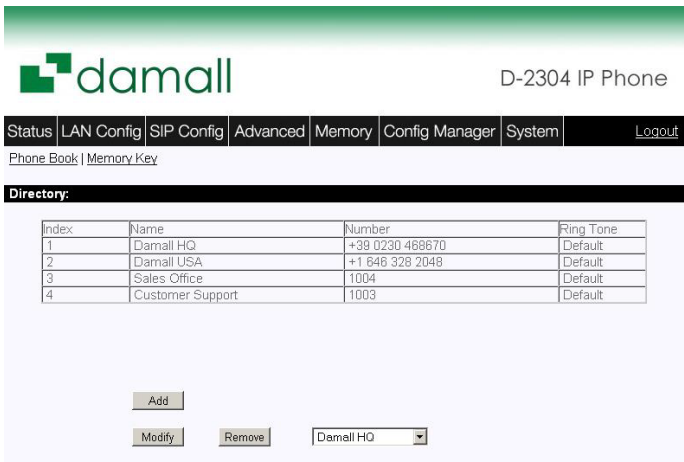 damall
D-2304 IP Phone
Status LAN Config SIP Config Advanced Memory Config Manager System Logout
Phone Book | Memory Key
Directory:
Index Name Number Ring Tone
1 Damall HQ +39 0230 468670 Default
2 Damall USA +1 646 328 2048 Default
3 Sales Office 1004 Default
4 Customer Support 1003 Default
Add
Modify Remove Damall HQ